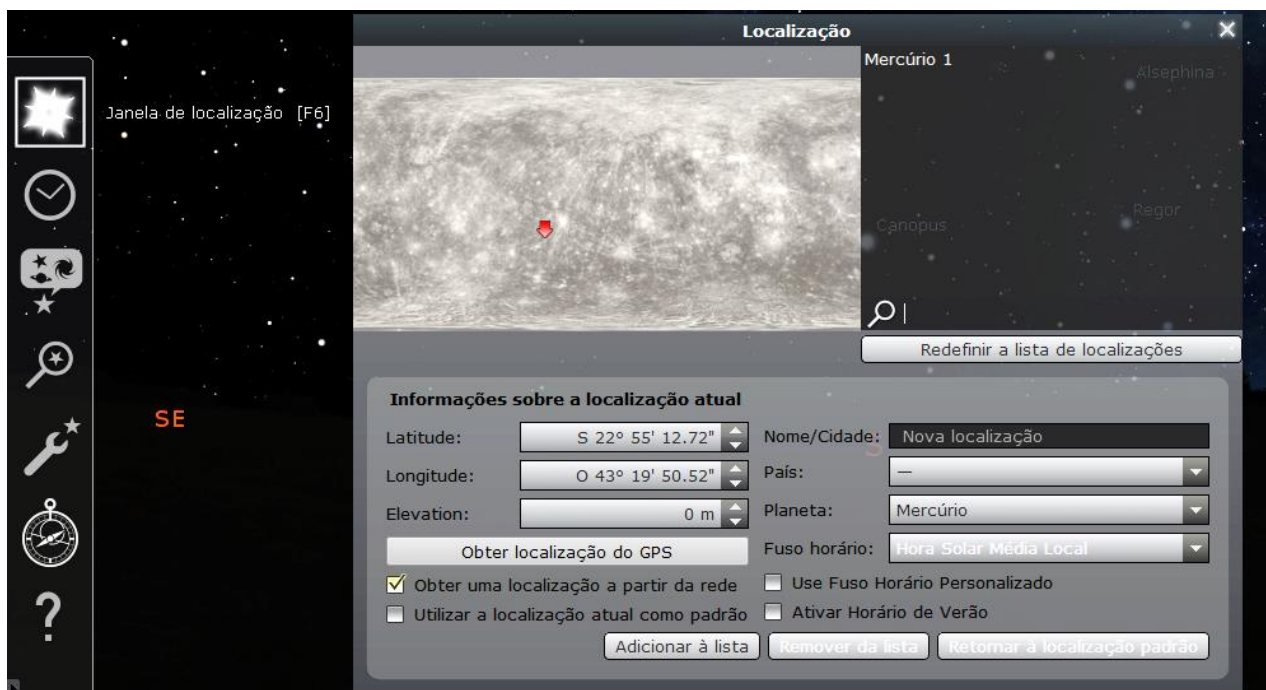 Localização
Mercúrio 1
Alsephina
Janela de localização [F6]
Canopus
Regor
Redefinir a lista de localizações
SE
S
Informações sobre a localização atual
Latitude: S 22º 55' 12.72" Nome/Cidade: Nova localização
Longitude: O 43º 19' 50.52" País: —
Elevation: 0 m Planeta: Mercúrio
Obter localização do GPS Fuso horário: Hora Solar Média Local
Obter uma localização a partir da rede Use Fuso Horário Personalizado
Utilizar a localização atual como padrão Ativar Horário de Verão
Adicionar à lista Remover da lista Retornar à localização padrão